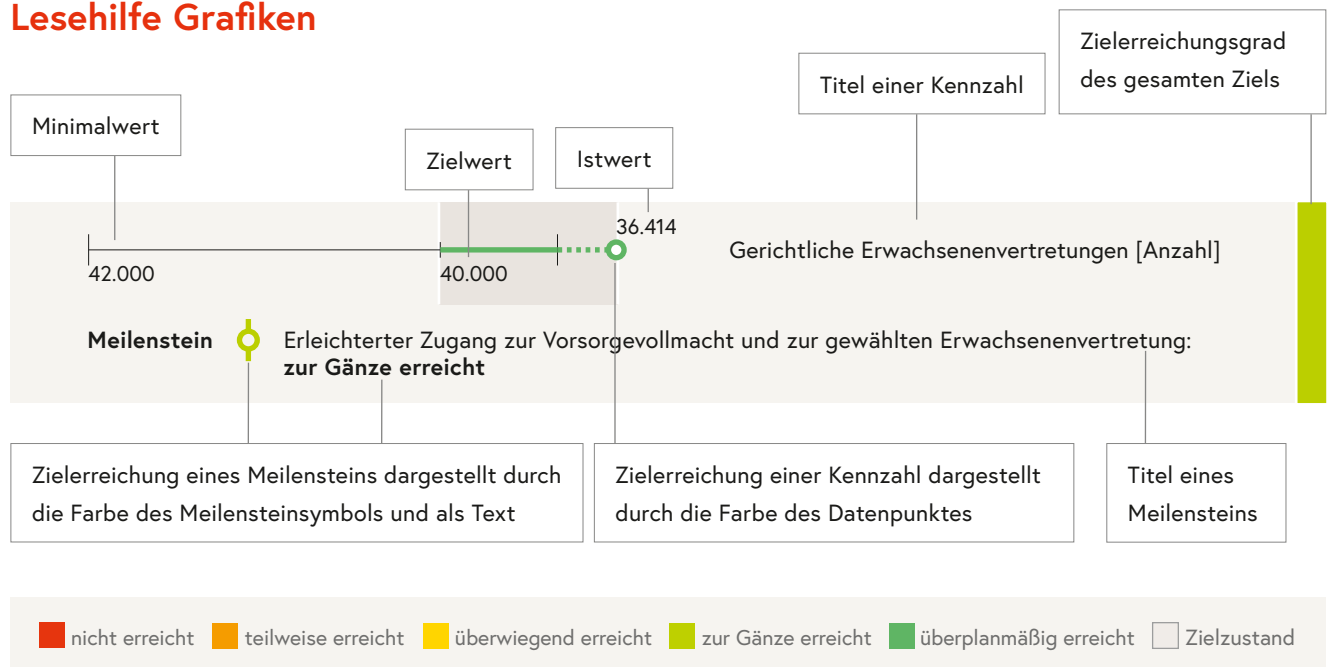 Lesehilfe Grafiken
Zielerreichungsgrad
des gesamten Ziels
Titel einer Kennzahl
Minimalwert
Zielwert
Istwert
36.414
42.000
40.000
Gerichtliche Erwachsenenvertretungen [Anzahl]
Meilenstein Erleichterter Zugang zur Vorsorgevollmacht und zur gewählten Erwachsenenvertretung:
zur Gänze erreicht
Zielerreichung eines Meilensteins dargestellt durch
die Farbe des Meilensteinsymbols und als Text
Zielerreichung einer Kennzahl dargestellt
durch die Farbe des Datenpunktes
Titel eines
Meilensteins
nicht erreicht teilweise erreicht überwiegend erreicht zur Gänze erreicht überplanmäßig erreicht Zielzustand